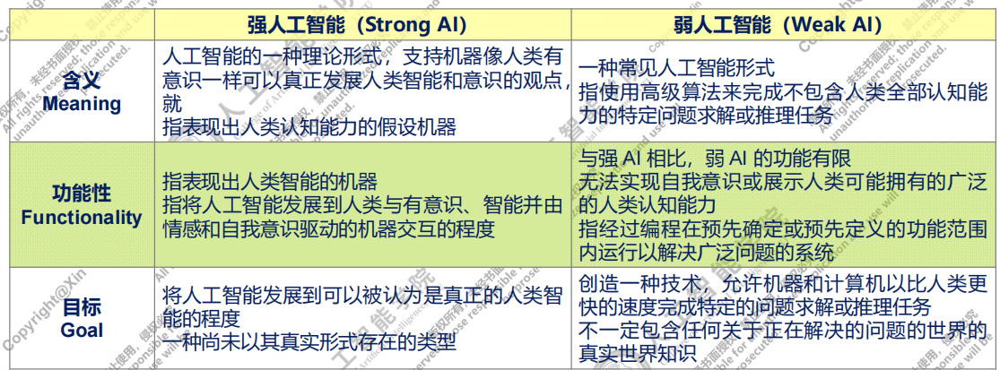 强人工智能（Strong AI）
弱人工智能（Weak AI）
含义
Meaning
人工智能的一种理论形式，支持机器像人类有
意识一样可以真正发展人类智能和意识的观点，
就
指表现出人类认知能力的假设机器
一种常见人工智能形式
指使用高级算法来完成不包含人类全部认知能
力的特定问题求解或推理任务
功能性
Functionality
指表现出人类智能的机器
指将人工智能发展到人类与有意识、智能并由
情感和自我意识驱动的机器交互的程度
与强 AI 相比，弱 AI 的功能有限
无法实现自我意识或展示人类可能拥有的广泛
的人类认知能力
指经过编程在预先确定或预先定义的功能范围
内运行以解决广泛问题的系统
目标
Goal
将人工智能发展到可以被认为是真正的人类智
能的程度
一种尚未以其真实形式存在的类型
创造一种技术，允许机器和计算机以比人类更
快的速度完成特定的问题求解或推理任务
不一定包含任何关于正在解决的问题的世界的
真实世界知识
Copyright@Xin